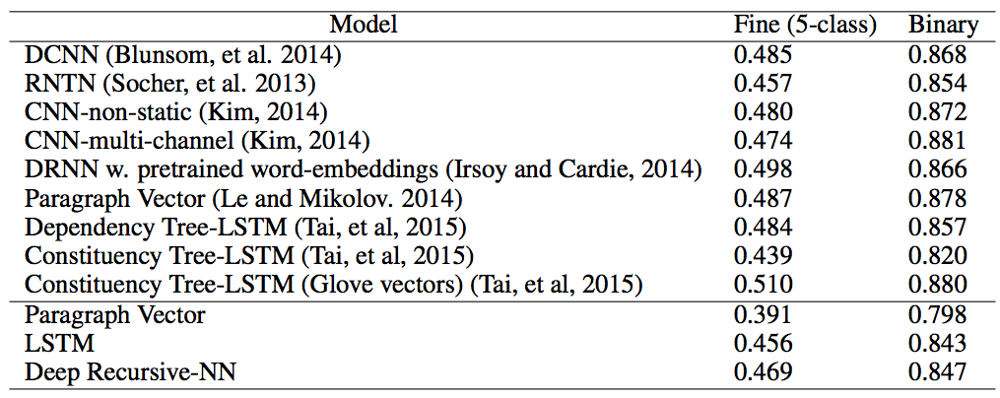 Model Fine (5-class) Binary
DCNN (Blunsom, et al. 2014) 0.485 0.868
RNTN (Socher, et al. 2013) 0.457 0.854
CNN-non-static (Kim, 2014) 0.480 0.872
CNN-multi-channel (Kim, 2014) 0.474 0.881
DRNN w. pretrained word-embeddings (Irsoy and Cardie, 2014) 0.498 0.866
Paragraph Vector (Le and Mikolov. 2014) 0.487 0.878
Dependency Tree-LSTM (Tai, et al, 2015) 0.484 0.857
Constituency Tree-LSTM (Tai, et al, 2015) 0.439 0.820
Constituency Tree-LSTM (Glove vectors) (Tai, et al, 2015) 0.510 0.880
Paragraph Vector 0.391 0.798
LSTM 0.456 0.843
Deep Recursive-NN 0.469 0.847